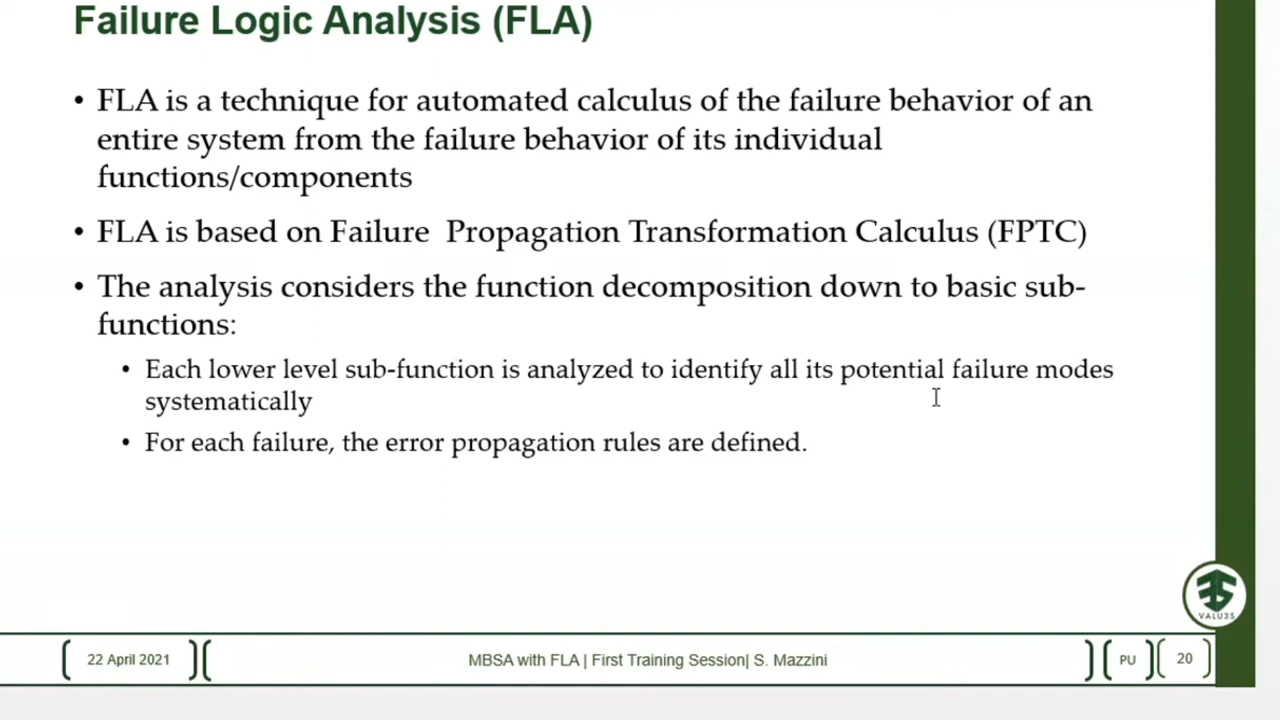 Failure Logic Analysis (FLA)
• FLA is a technique for automated calculus of the failure behavior of an
entire system from the failure behavior of its individual
functions/components
• FLA is based on Failure  Propagation Transformation Calculus (FPTC)
• The analysis considers the function decomposition down to basic sub-
functions:
• Each lower level sub-function is analyzed to identify all its potential failure modes
systematically
• For each failure, the error propagation rules are defined.
VALU3S
22 April 2021
MBSA with FLA | First Training Session| S. Mazzini
PU
20